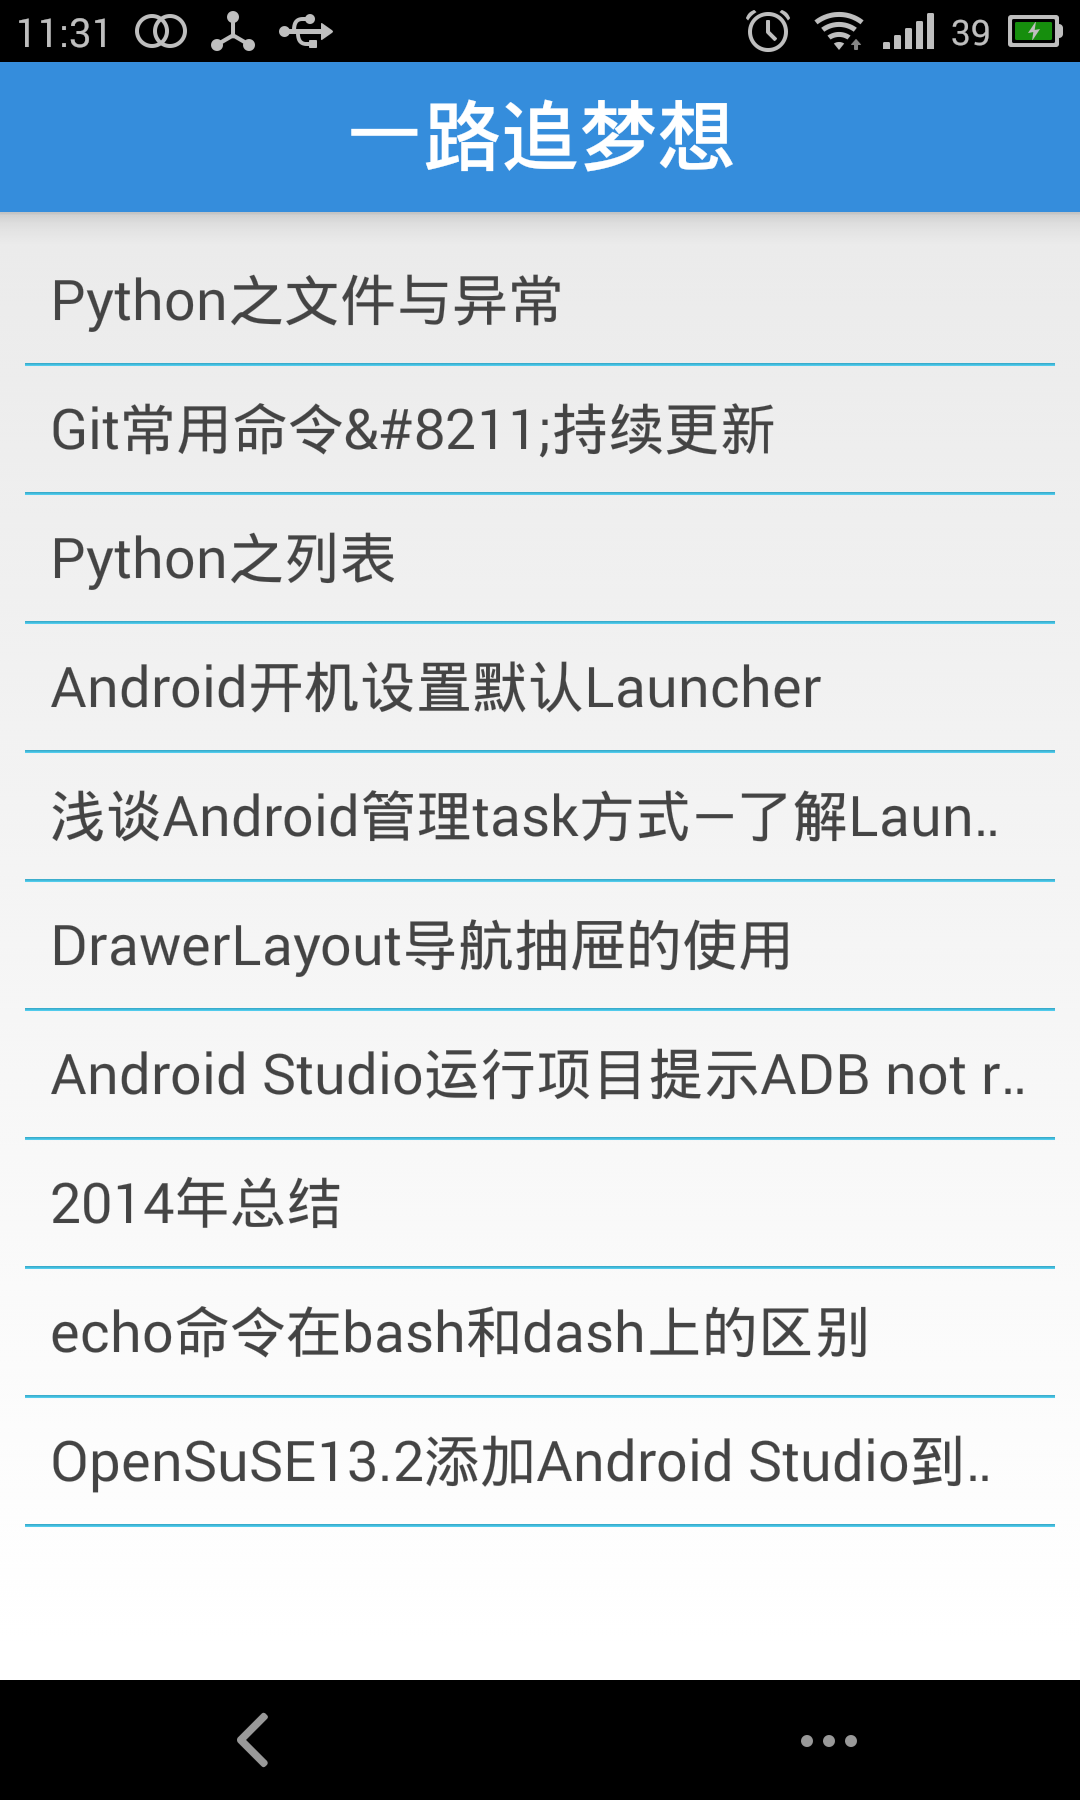 11:31 39
一路追梦想
Python之文件与异常
Git常用命令&#8211;持续更新
Python之列表
Android开机设置默认Launcher
浅谈Android管理task方式–了解Laun..
DrawerLayout导航抽屉的使用
Android Studio运行项目提示ADB not r..
2014年总结
echo命令在bash和dash上的区别
OpenSuSE13.2添加Android Studio到..